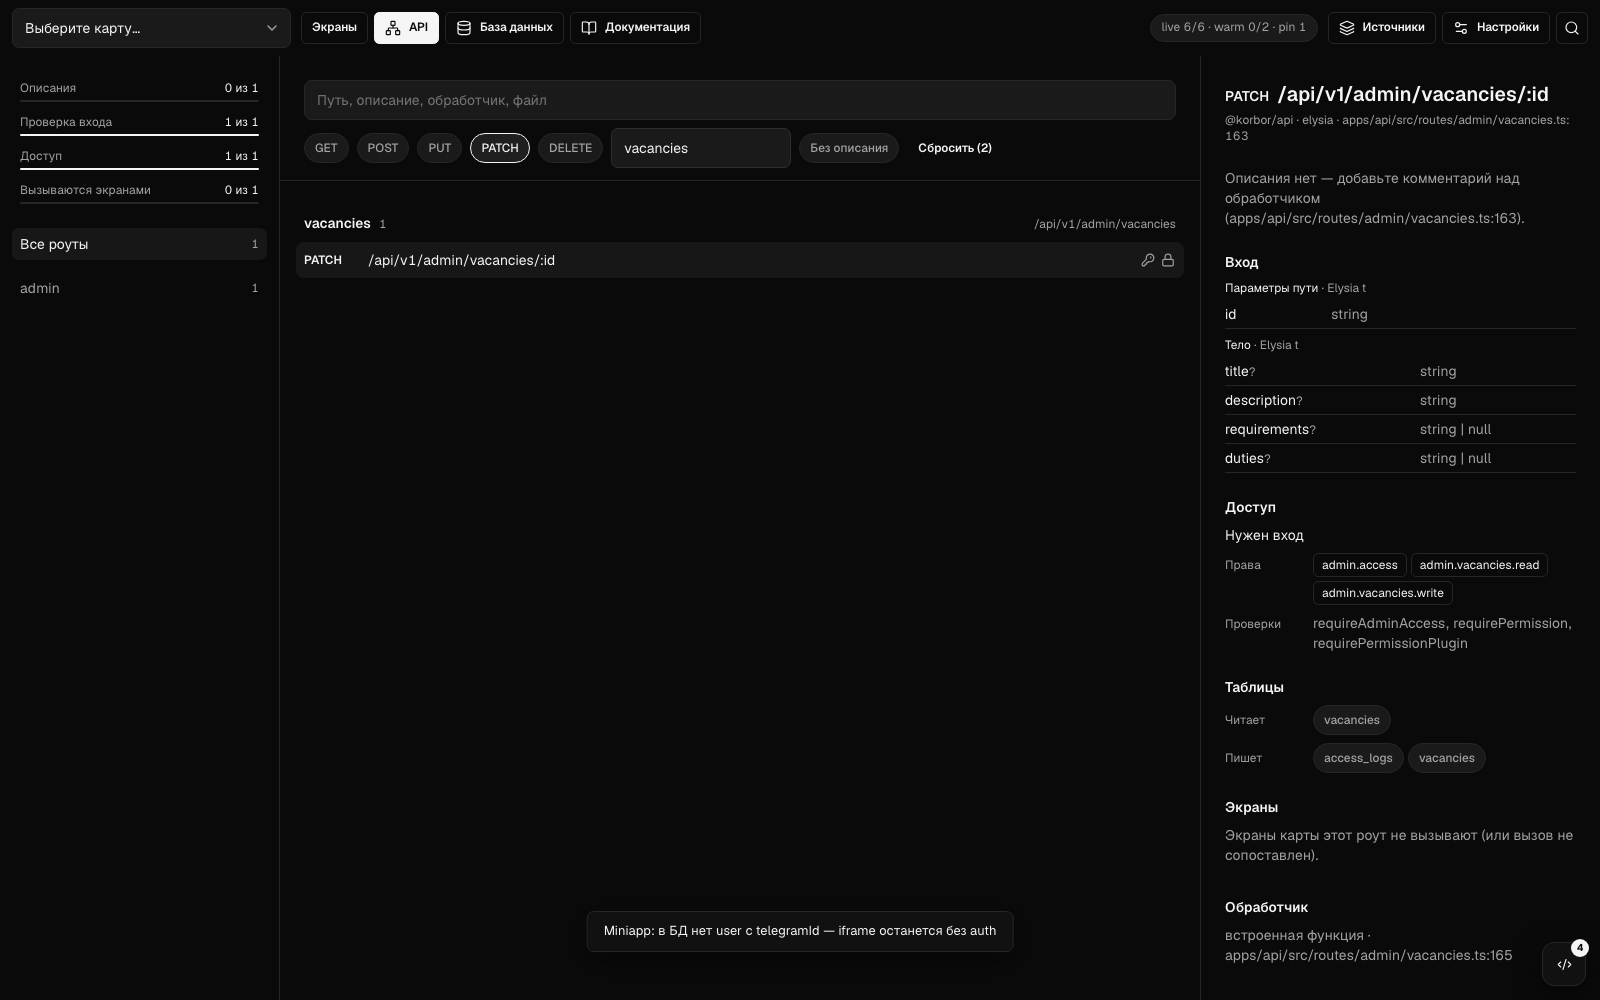 Выберите карту...
Экраны
API
База данных
Документация
live 6/6 · warm 0/2 · pin 1
Источники
Настройки
Описания 0 из 1
Проверка входа 1 из 1
Доступ 1 из 1
Вызываются экранами 0 из 1
Все роуты 1
admin 1
Путь, описание, обработчик, файл
GET POST PUT PATCH DELETE vacancies Без описания Сбросить (2)
vacancies 1 /api/v1/admin/vacancies
PATCH /api/v1/admin/vacancies/:id
PATCH /api/v1/admin/vacancies/:id
@korbor/api · elysia · apps/api/src/routes/admin/vacancies.ts:
163
Описания нет — добавьте комментарий над
обработчиком
(apps/api/src/routes/admin/vacancies.ts:163).
Вход
Параметры пути · Elysia t
id string
Тело · Elysia t
title? string
description? string
requirements? string | null
duties? string | null
Доступ
Нужен вход
Права admin.access admin.vacancies.read
admin.vacancies.write
Проверки requireAdminAccess, requirePermission,
requirePermissionPlugin
Таблицы
Читает vacancies
Пишет access_logs vacancies
Экраны
Экраны карты этот роут не вызывают (или вызов не
сопоставлен).
Обработчик
встроенная функция ·
apps/api/src/routes/admin/vacancies.ts:165
Miniapp: в БД нет user с telegramId — iframe останется без auth
4